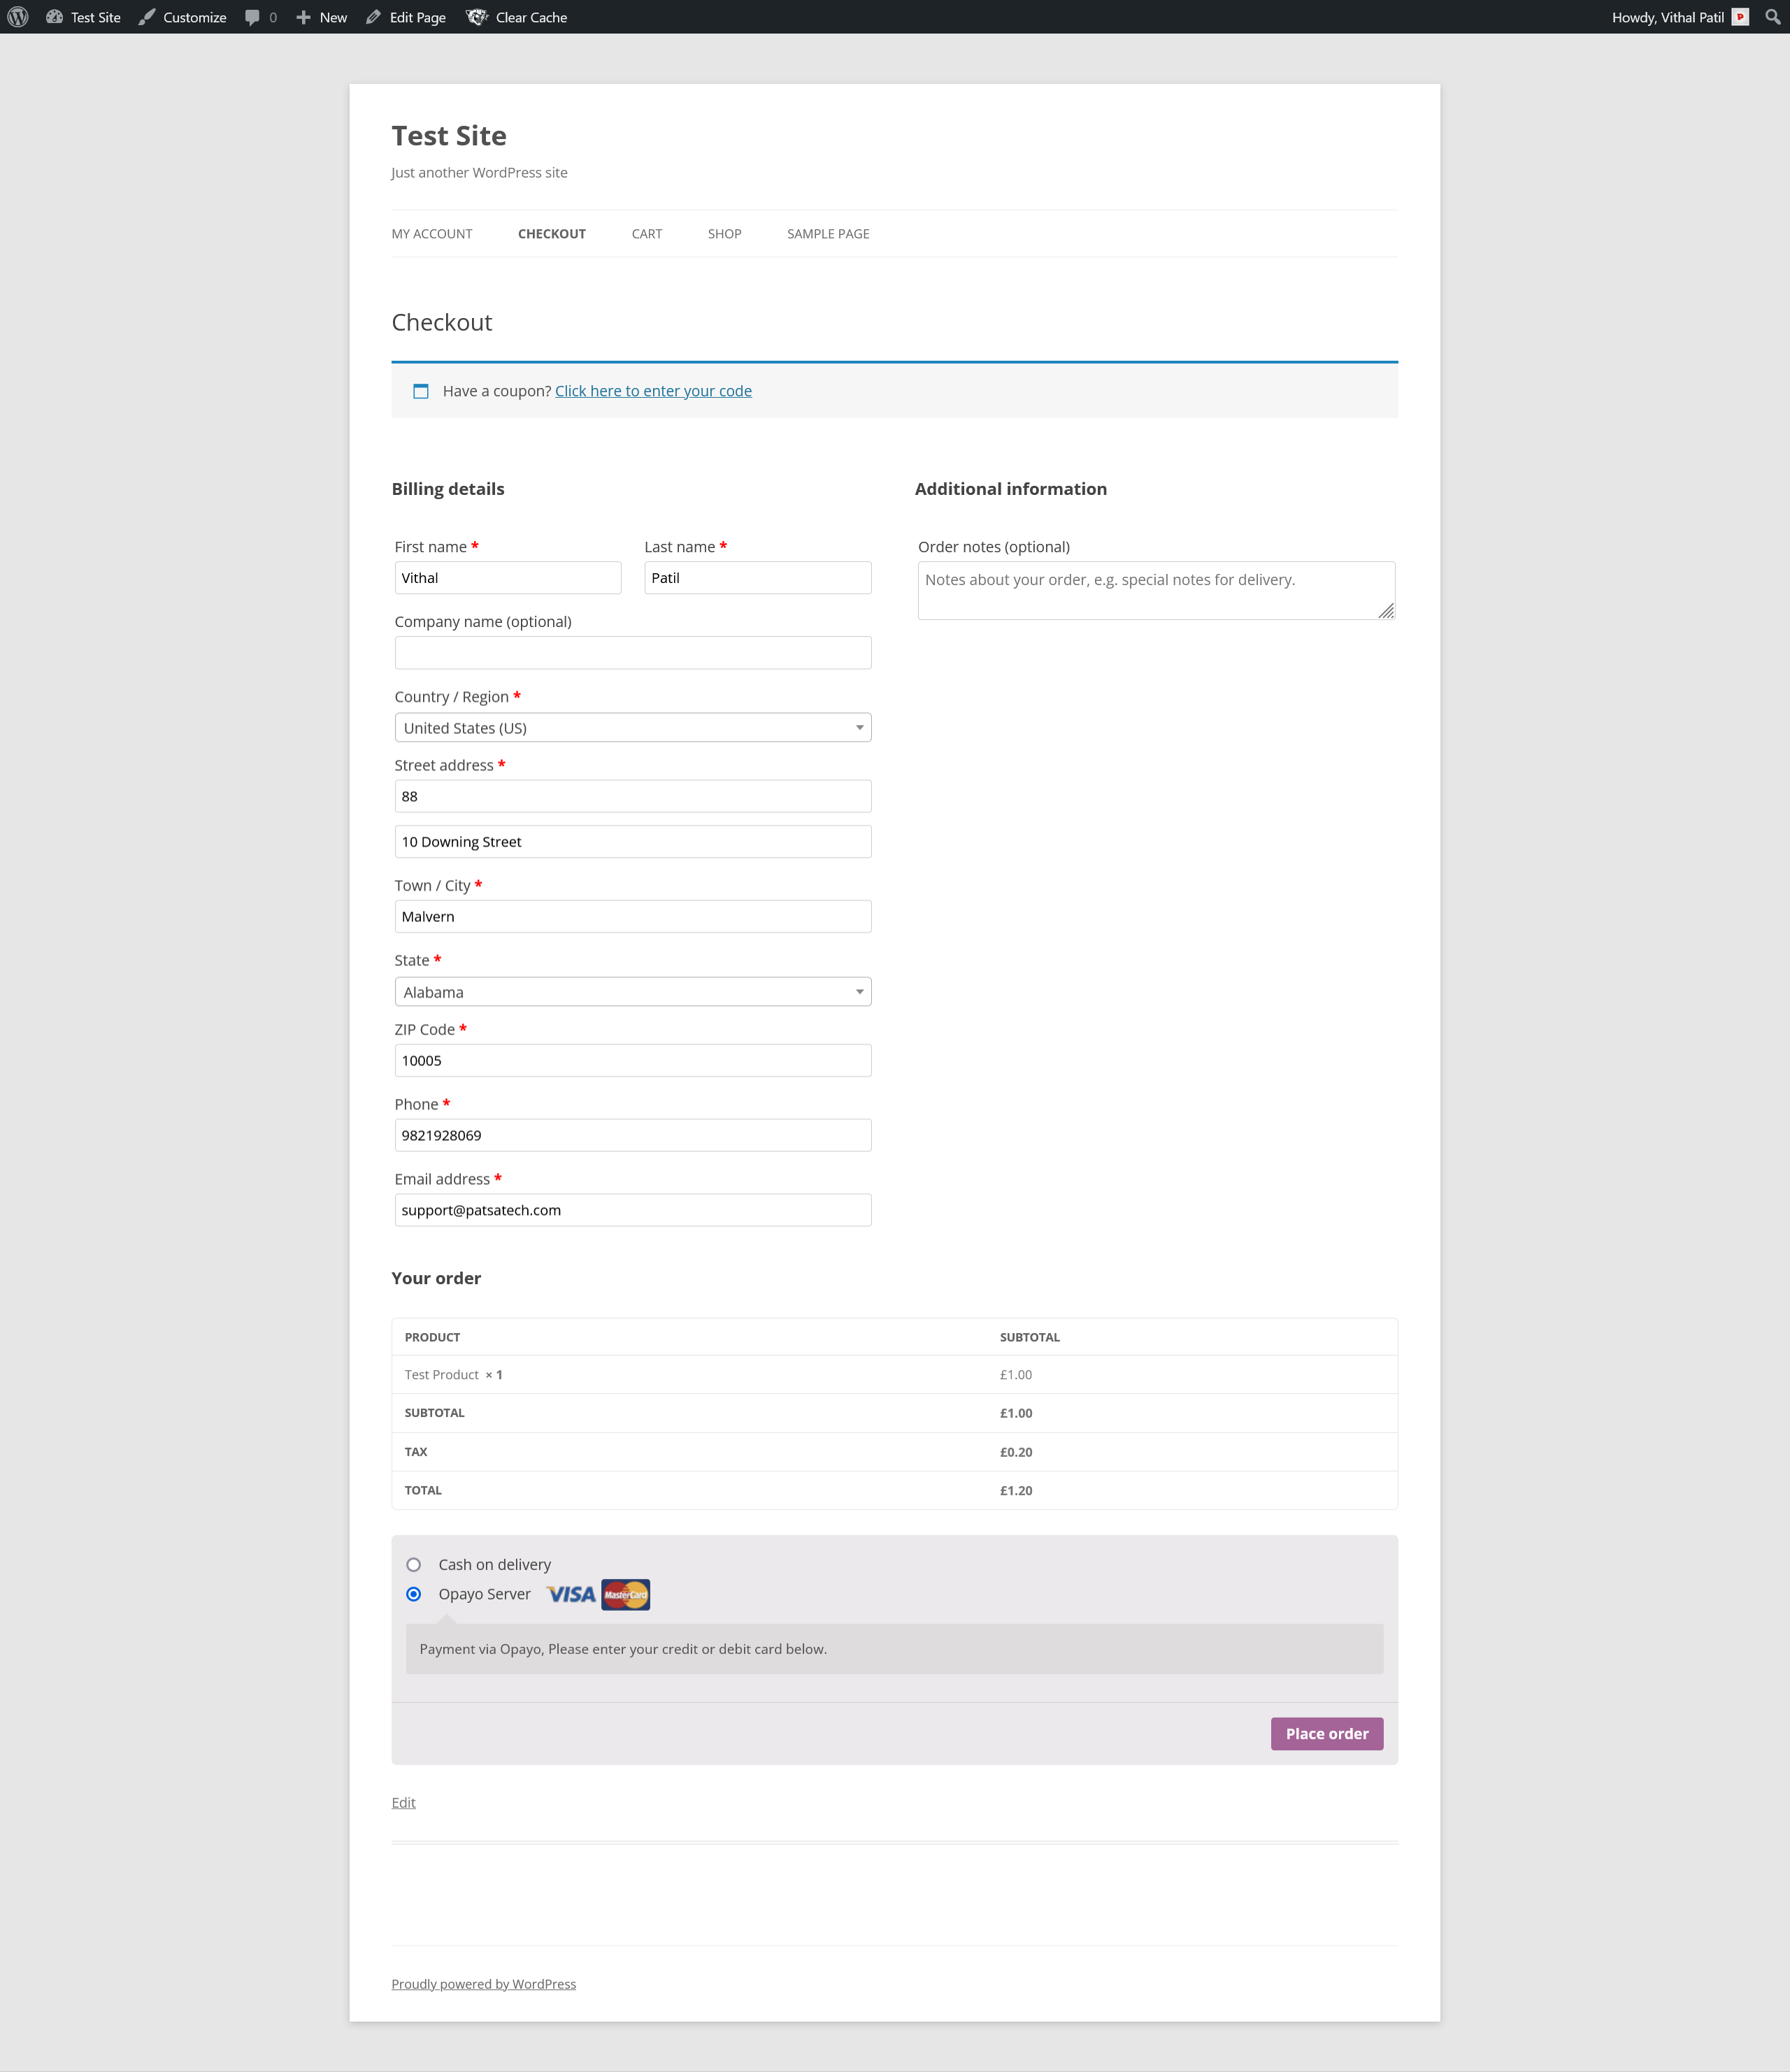 Test Site Customize 0 New Edit Page Clear Cache Howdy, Vithal Patil
Test Site
Just another WordPress site
MY ACCOUNT CHECKOUT CART SHOP SAMPLE PAGE
Checkout
Have a coupon? Click here to enter your code
Billing details
First name * Last name *
Vithal Patil
Company name (optional)
Country / Region *
United States (US)
Street address *
88
10 Downing Street
Town / City *
Malvern
State *
Alabama
ZIP Code *
10005
Phone *
9821928069
Email address *
support@patsatech.com
Additional information
Order notes (optional)
Notes about your order, e.g. special notes for delivery.
Your order
PRODUCT SUBTOTAL
Test Product × 1 £1.00
SUBTOTAL £1.00
TAX £0.20
TOTAL £1.20
Cash on delivery
Opayo Server VISA MasterCard
Payment via Opayo, Please enter your credit or debit card below.
Place order
Edit
Proudly powered by WordPress